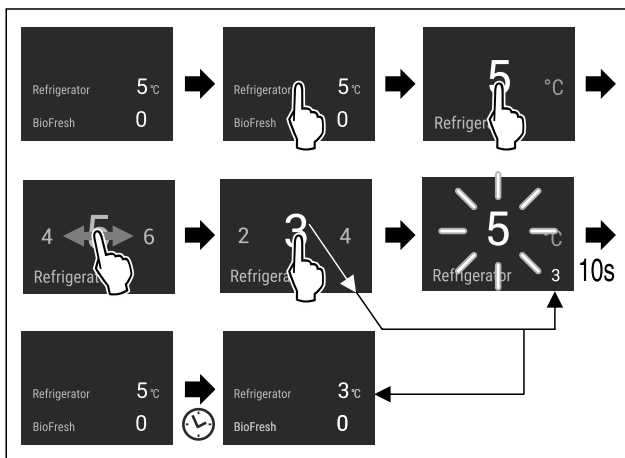 Refrigerator 5 °C
BioFresh 0
Refrigerator 5 °C
BioFresh 0
5 °C
Refriger
4 5 6
Refrigerat
2 3 4
Refrigera
5 °C
Refrigerator 3
10s
Refrigerator 5 °C
BioFresh 0
Refrigerator 3 °C
BioFresh 0